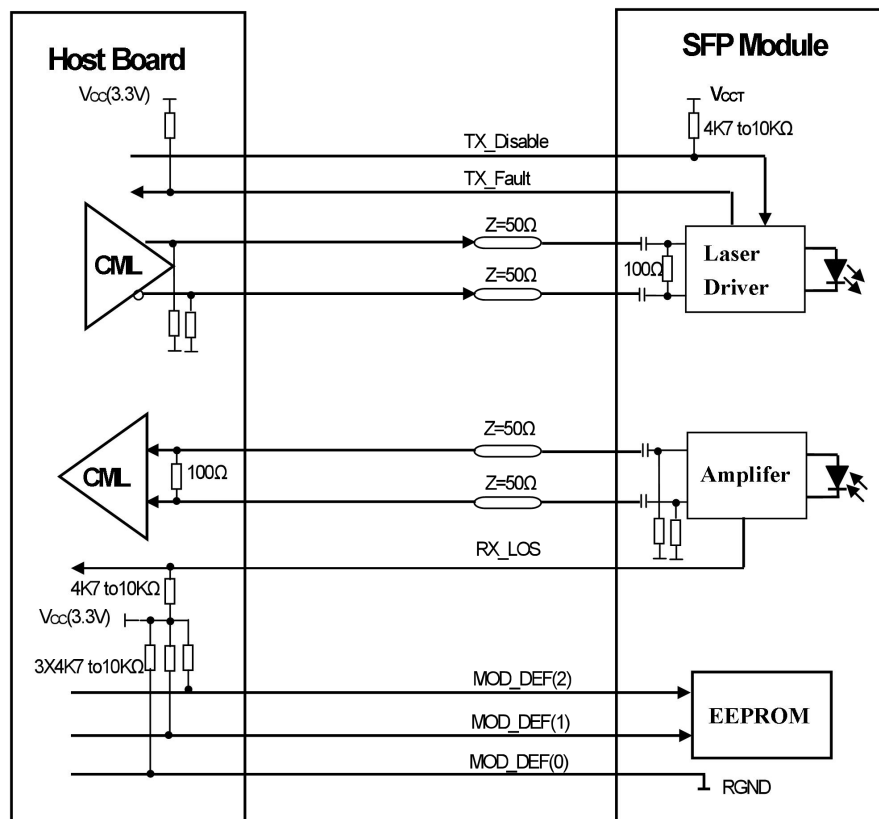 Host Board
SFP Module
VCC(3.3V)
VCCT
4K7 to10KΩ
TX_Disable
TX_Fault
CML
Z=50Ω
Z=50Ω
100Ω
Laser
Driver
CML
100Ω
Z=50Ω
Z=50Ω
Amplifer
RX_LOS
4K7 to10KΩ
VCC(3.3V)
3X4K7 to10KΩ
MOD_DEF(2)
MOD_DEF(1)
MOD_DEF(0)
EEPROM
RGND